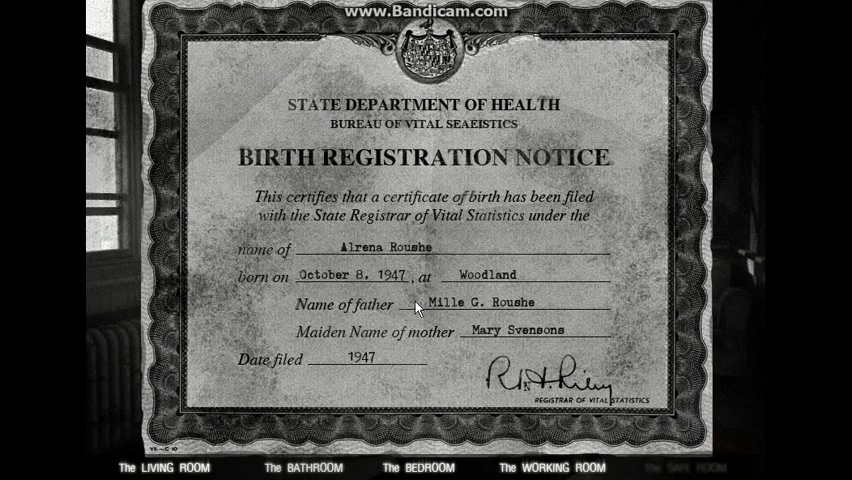 www.Bandicam.com
STATE DEPARTMENT OF HEALTH
BUREAU OF VITAL SEAEISTICS
BIRTH REGISTRATION NOTICE
This certifies that a certificate of birth has been filed
with the State Registrar of Vital Statistics under the
name of Alrena Roushe
born on October 8, 1947, at Woodland
Name of father Mille G. Roushe
Maiden Name of mother Mary Svensons
Date filed 1947
REGISTRAR OF VITAL STATISTICS
The LIVING ROOM The BATHROOM The BEDROOM The WORKING ROOM The SAFE ROOM